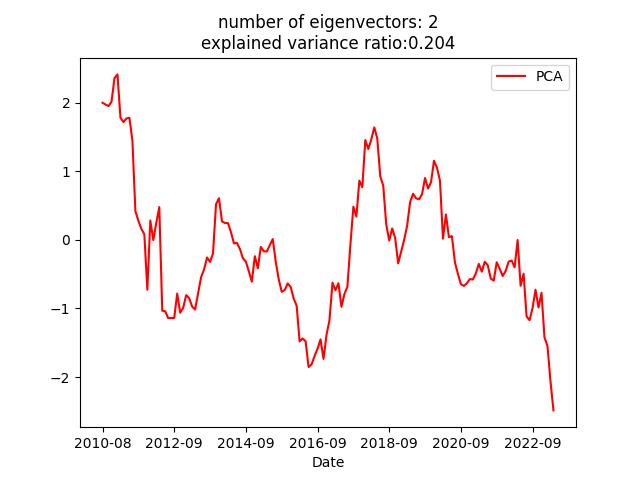 number of eigenvectors: 2
explained variance ratio:0.204
PCA
2
1
0
−1
−2
2010-08 2012-09 2014-09 2016-09 2018-09 2020-09 2022-09
Date